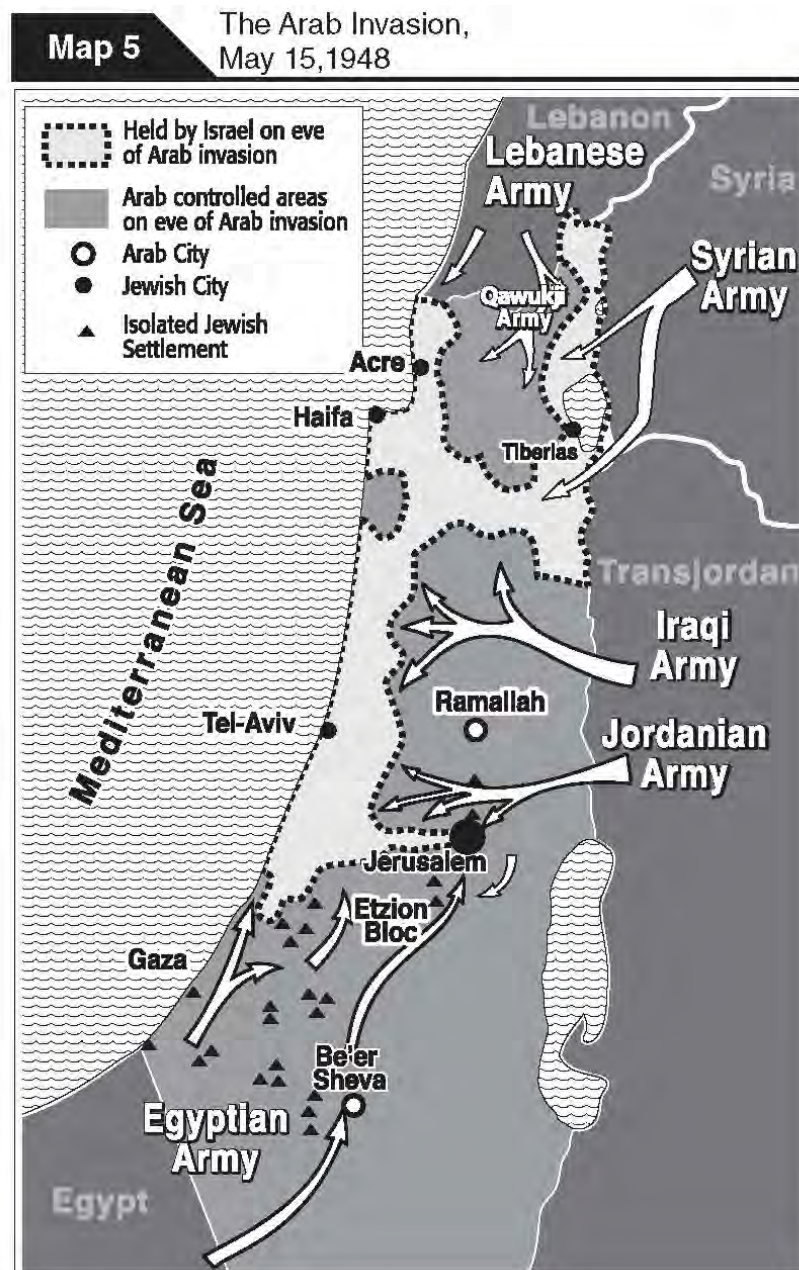 Map 5
The Arab Invasion,
May 15,1948
Held by Israel on eve
of Arab invasion
Arab controlled areas
on eve of Arab invasion
Arab City
Jewish City
Isolated Jewish
Settlement
Lebanon
Lebanese
Army
Syria
Syrian
Army
Qawukji
Army
Acre
Haifa
Tiberias
Mediterranean Sea
Transjordan
Iraqi
Army
Ramallah
Tel-Aviv
Jordanian
Army
Jerusalem
Etzion
Bloc
Gaza
Be'er
Sheva
Egyptian
Army
Egypt